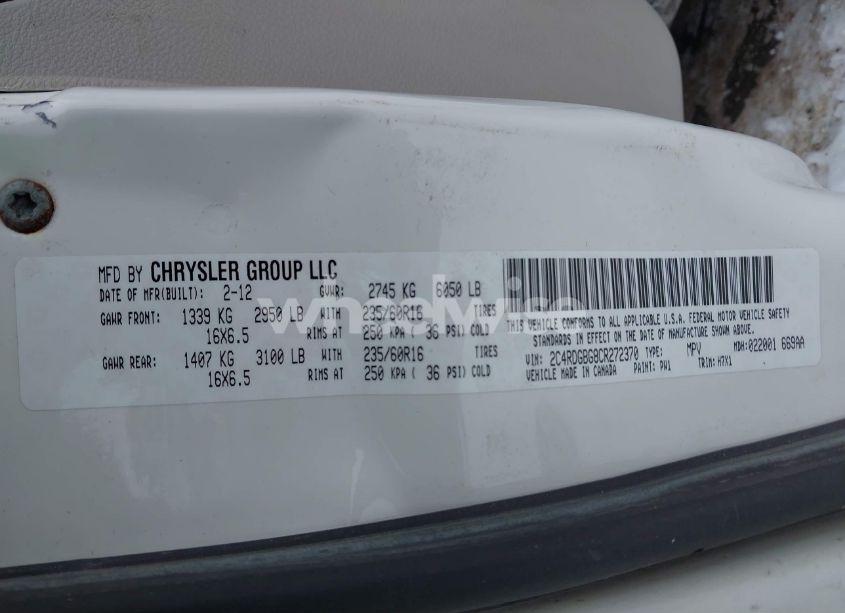 MFD BY CHRYSLER GROUP LLC
DATE OF MFR(BUILT): 2-12 GVWR: 2745 KG 6050 LB
GAWR FRONT: 1339 KG 2950 LB WITH 235/60R16 TIRES
16X6.5 RIMS AT 250 KPA ( 36 PSI) COLD
GAWR REAR: 1407 KG 3100 LB WITH 235/60R16 TIRES
16X6.5 RIMS AT 250 KPA ( 36 PSI) COLD
THIS VEHICLE CONFORMS TO ALL APPLICABLE U.S.A. FEDERAL MOTOR VEHICLE SAFETY
STANDARDS IN EFFECT ON THE DATE OF MANUFACTURE SHOWN ABOVE.
VIN: 2C4RDGBG8CR272370 TYPE: MPV MDH:022001 669AA
VEHICLE MADE IN CANADA PAINT: PW1 TRIM: H7X1
wheelwise